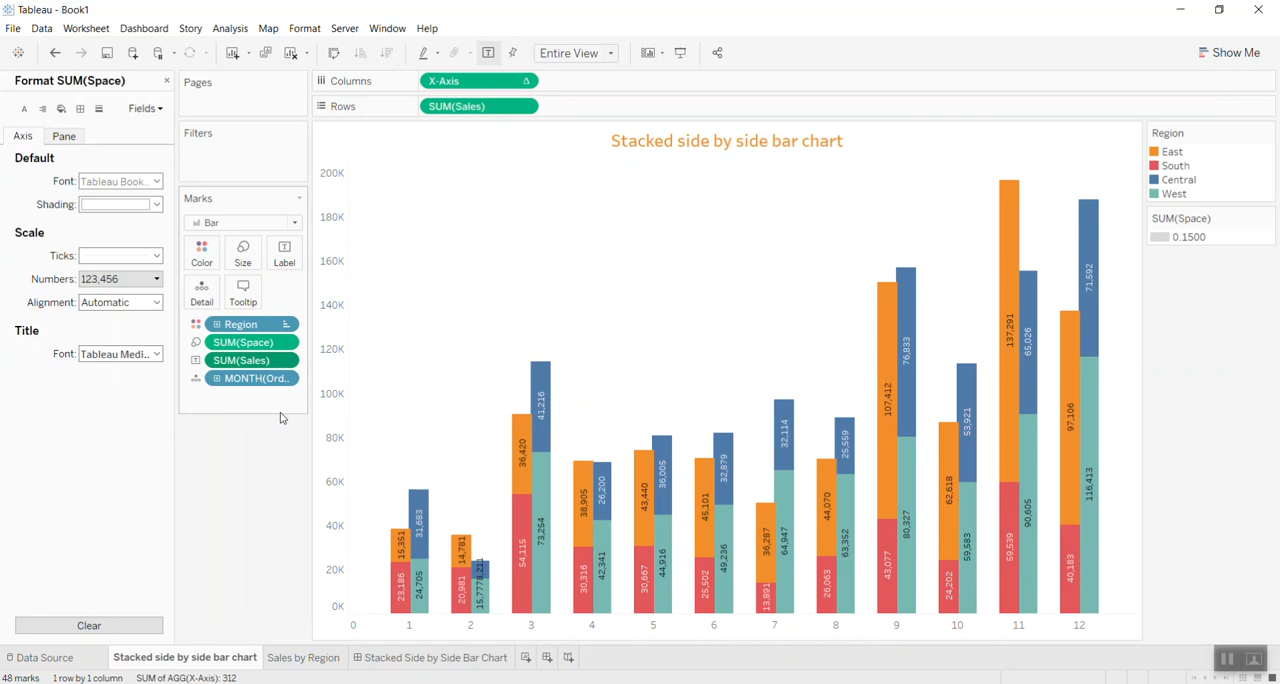 Tableau - Book1
File Data Worksheet Dashboard Story Analysis Map Format Server Window Help
Entire View
Show Me
Format SUM(Space)
Fields
Axis Pane
Default
Font: Tableau Book..
Shading:
Scale
Ticks:
Numbers: 123,456
Alignment: Automatic
Title
Font: Tableau Medi..
Clear
Pages
Filters
Marks
Bar
Color Size Label
Detail Tooltip
Region
SUM(Space)
SUM(Sales)
MONTH(Ord..
Columns X-Axis
Rows SUM(Sales)
Stacked side by side bar chart
200K
180K
160K
140K
120K
100K
80K
60K
40K
20K
0K
15,351 31,683
23,186 24,705
14,781 8,211
20,981 15,777
36,420 41,216
54,115 73,254
38,905 26,200
30,316 42,341
43,440 36,005
30,667 44,916
45,101 32,879
25,502 49,236
36,287 32,114
13,891 64,947
44,070 25,559
26,063 63,352
107,412 76,833
43,077 80,327
62,618 53,921
24,202 59,583
137,291 65,026
59,539 90,605
97,106 71,592
40,183 116,413
0 1 2 3 4 5 6 7 8 9 10 11 12
Region
East
South
Central
West
SUM(Space)
0.1500
Data Source Stacked side by side bar chart Sales by Region Stacked Side by Side Bar Chart
48 marks 1 row by 1 column SUM of AGG(X-Axis): 312